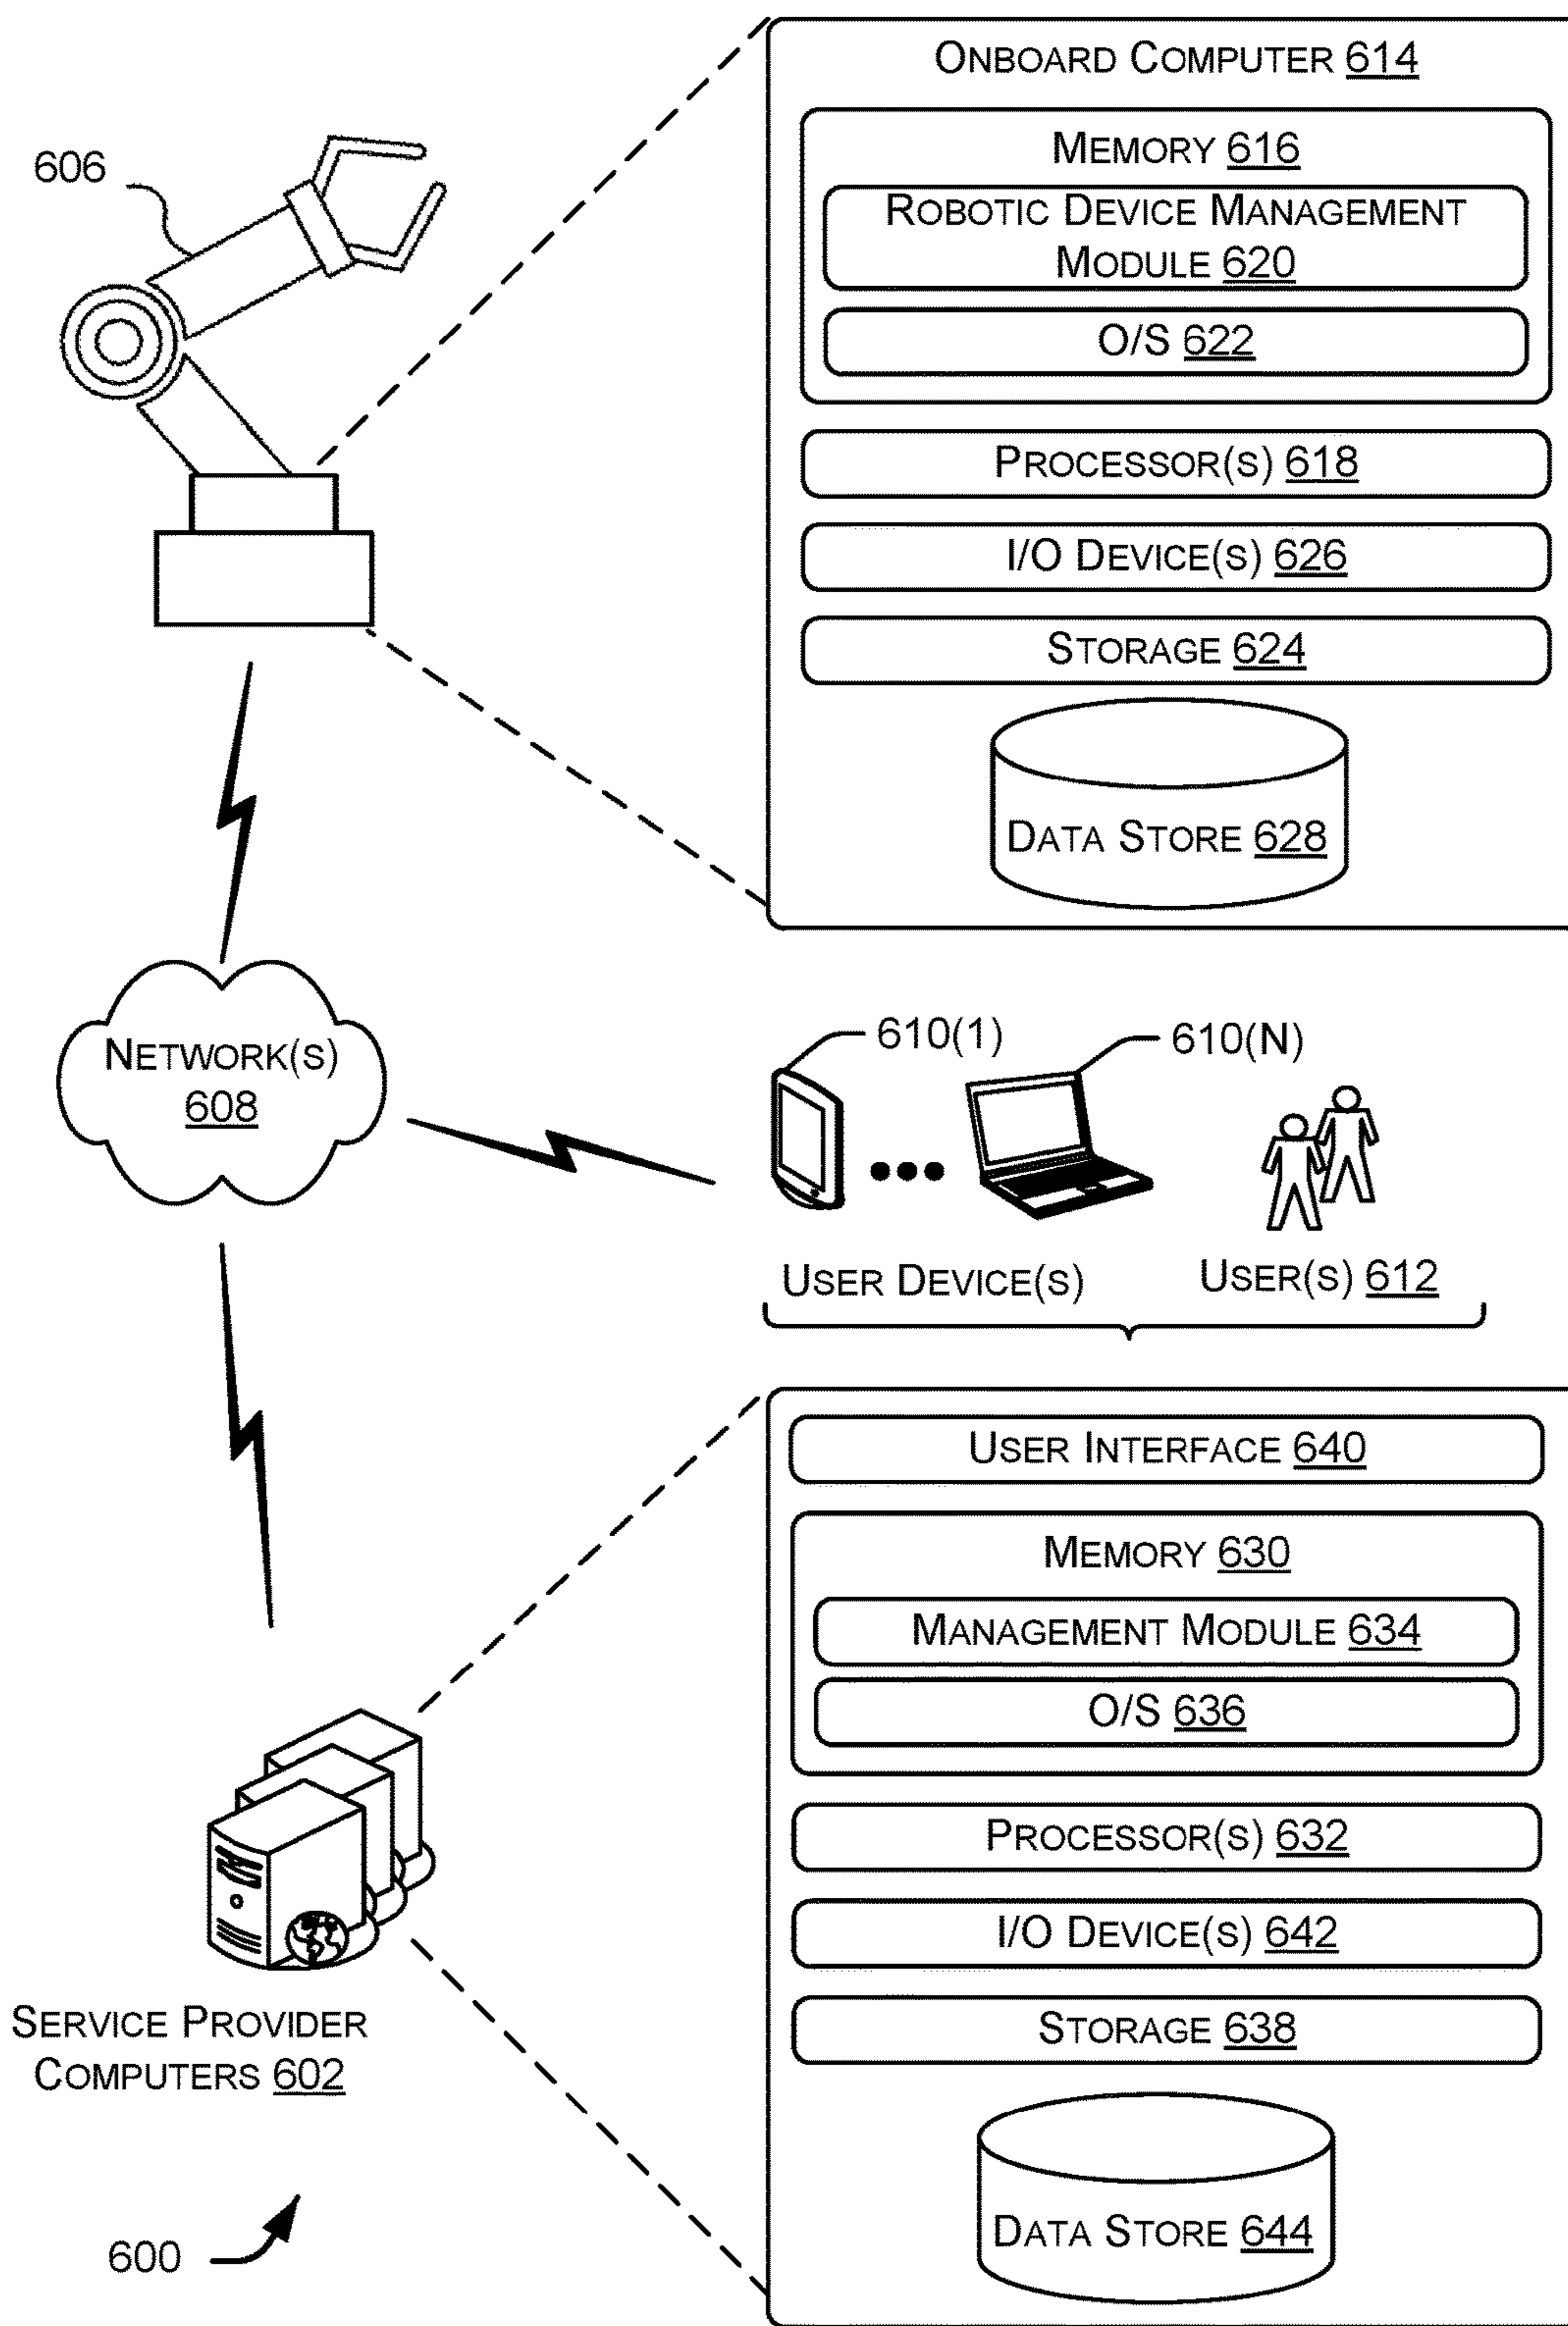 ONBOARD COMPUTER 614
MEMORY 616
ROBOTIC DEVICE MANAGEMENT
MODULE 620
O/S 622
PROCESSOR(S) 618
I/O DEVICE(S) 626
STORAGE 624
DATA STORE 628
606
NETWORK(S)
608
610(1)
610(N)
USER DEVICE(S)
USER(S) 612
USER INTERFACE 640
MEMORY 630
MANAGEMENT MODULE 634
O/S 636
PROCESSOR(S) 632
I/O DEVICE(S) 642
STORAGE 638
DATA STORE 644
SERVICE PROVIDER
COMPUTERS 602
600